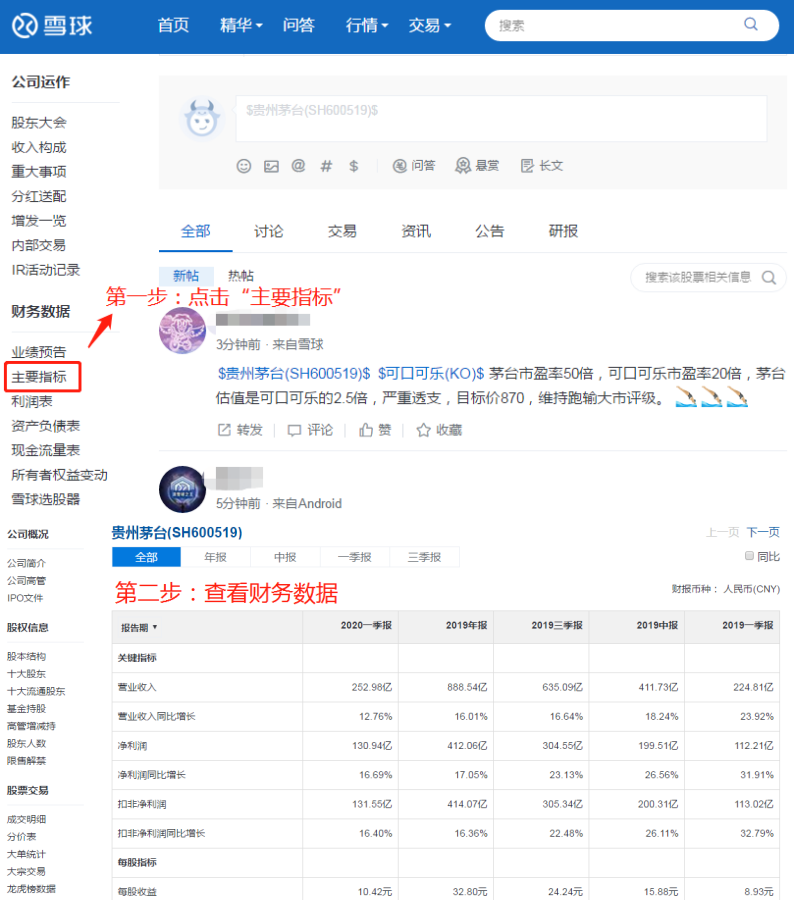 雪球 首页 精华 问答 行情 交易 搜索
公司运作
股东大会
收入构成
重大事项
分红送配
增发一览
内部交易
IR活动记录
财务数据
业绩预告
主要指标
利润表
资产负债表
现金流量表
所有者权益变动
雪球选股器
$贵州茅台(SH600519)$
@ # $ 问答 悬赏 长文
全部 讨论 交易 资讯 公告 研报
新帖 热帖 搜索该股票相关信息
第一步：点击“主要指标”
3分钟前 · 来自雪球
$贵州茅台(SH600519)$ $可口可乐(KO)$ 茅台市盈率50倍，可口可乐市盈率20倍，茅台
估值是可口可乐的2.5倍，严重透支，目标价870，维持跑输大市评级。
转发 评论 赞 收藏
5分钟前 · 来自Android
公司概况
公司简介
公司高管
IPO文件
股权信息
股本结构
十大股东
十大流通股东
基金持股
高管增减持
股东人数
限售解禁
股票交易
成交明细
分价表
大单统计
大宗交易
龙虎榜数据
贵州茅台(SH600519) 上一页 下一页
全部 年报 中报 一季报 三季报 同比
第二步：查看财务数据
财报币种： 人民币(CNY)
报告期 ▼ 2020一季报 2019年报 2019三季报 2019中报 2019一季报
关键指标
营业收入 252.98亿 888.54亿 635.09亿 411.73亿 224.81亿
营业收入同比增长 12.76% 16.01% 16.64% 18.24% 23.92%
净利润 130.94亿 412.06亿 304.55亿 199.51亿 112.21亿
净利润同比增长 16.69% 17.05% 23.13% 26.56% 31.91%
扣非净利润 131.55亿 414.07亿 305.34亿 200.31亿 113.02亿
扣非净利润同比增长 16.40% 16.36% 22.48% 26.11% 32.79%
每股指标
每股收益 10.42元 32.80元 24.24元 15.88元 8.93元